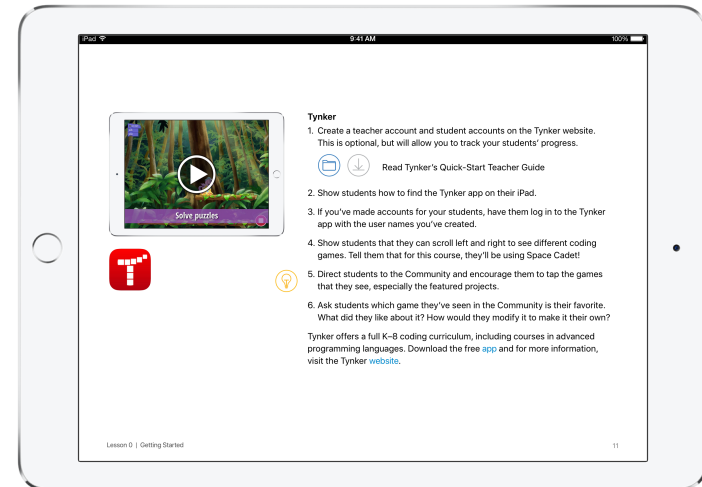 iPad
9:41 AM
100%
Solve puzzles
Tynker
1. Create a teacher account and student accounts on the Tynker website.
This is optional, but will allow you to track your students' progress.
Read Tynker's Quick-Start Teacher Guide
2. Show students how to find the Tynker app on their iPad.
3. If you've made accounts for your students, have them log in to the Tynker
app with the user names you've created.
4. Show students that they can scroll left and right to see different coding
games. Tell them that for this course, they'll be using Space Cadet!
5. Direct students to the Community and encourage them to tap the games
that they see, especially the featured projects.
6. Ask students which game they've seen in the Community is their favorite.
What did they like about it? How would they modify it to make it their own?
Tynker offers a full K–8 coding curriculum, including courses in advanced
programming languages. Download the free app and for more information,
visit the Tynker website.
Lesson 0 | Getting Started
11